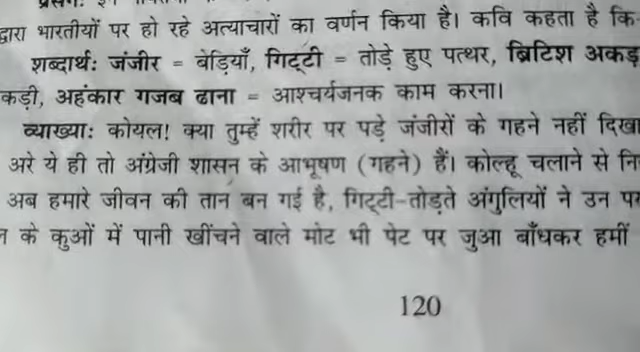 द्वारा भारतीयों पर हो रहे अत्याचारों का वर्णन किया है। कवि कहता है कि
शब्दार्थः जंजीर = बेड़ियाँ, गिट्टी = तोड़े हुए पत्थर, ब्रिटिश अकड़
कड़ी, अहंकार गजब ढाना = आश्चर्यजनक काम करना।
व्याख्याः कोयल! क्या तुम्हें शरीर पर पड़े जंजीरों के गहने नहीं दिखा
अरे ये ही तो अंग्रेजी शासन के आभूषण (गहने) हैं। कोल्हू चलाने से नि
अब हमारे जीवन की तान बन गई है, गिट्टी-तोड़ते अंगुलियों ने उन पर
के कुओं में पानी खींचने वाले मोट भी पेट पर जुआ बाँधकर हमीं
120